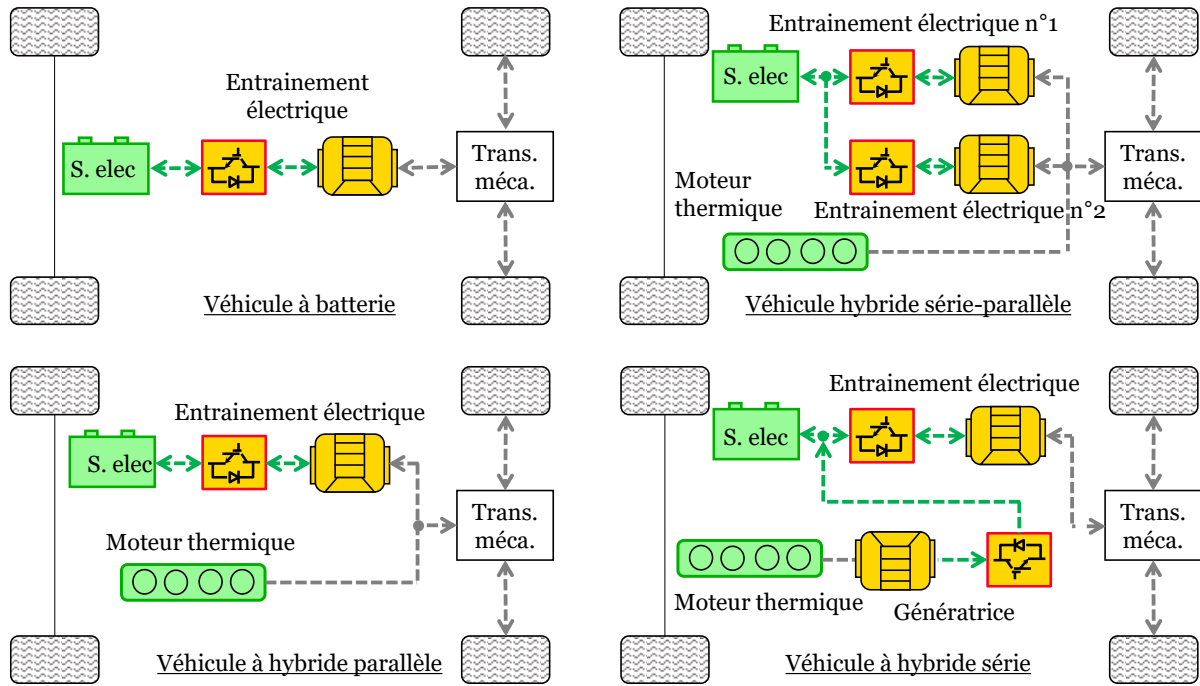 Entrainement
électrique
S. elec
Trans.
méca.
Véhicule à batterie
Entrainement électrique n°1
S. elec
Moteur
thermique
Entrainement électrique n°2
Trans.
méca.
Véhicule hybride série-parallèle
Entrainement électrique
S. elec
Trans.
méca.
Moteur thermique
Véhicule à hybride parallèle
Entrainement électrique
S. elec
Trans.
méca.
Moteur thermique
Génératrice
Véhicule à hybride série